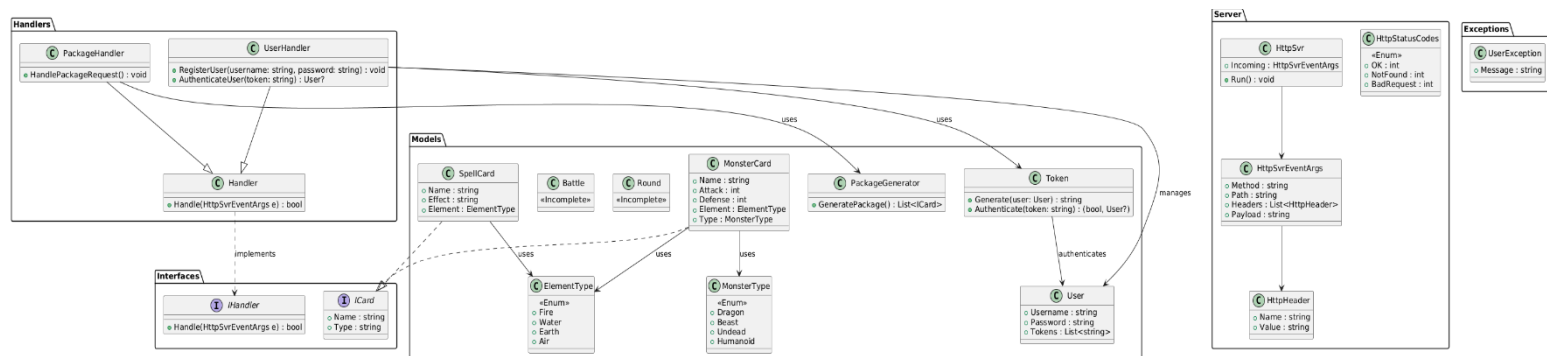 Handlers
C PackageHandler
HandlePackageRequest() : void
C UserHandler
RegisterUser(username: string, password: string) : void
AuthenticateUser(token: string) : User?
C Handler
Handle(HttpSvrEventArgs e) : bool
uses
uses
manages
implements
Interfaces
I IHandler
Handle(HttpSvrEventArgs e) : bool
I ICard
Name : string
Type : string
Models
C SpellCard
Name : string
Effect : string
Element : ElementType
C Battle
«Incomplete»
C Round
«Incomplete»
C MonsterCard
Name : string
Attack : int
Defense : int
Element : ElementType
Type : MonsterType
C PackageGenerator
GeneratePackage() : List<ICard>
C Token
Generate(user: User) : string
Authenticate(token: string) : (bool, User?)
uses
uses
uses
authenticates
C ElementType
«Enum»
Fire
Water
Earth
Air
C MonsterType
«Enum»
Dragon
Beast
Undead
Humanoid
C User
Username : string
Password : string
Tokens : List<string>
Server
C HttpSvr
Incoming : HttpSvrEventArgs
Run() : void
C HttpStatusCodes
«Enum»
OK : int
NotFound : int
BadRequest : int
C HttpSvrEventArgs
Method : string
Path : string
Headers : List<HttpHeader>
Payload : string
C HttpHeader
Name : string
Value : string
Exceptions
C UserException
Message : string